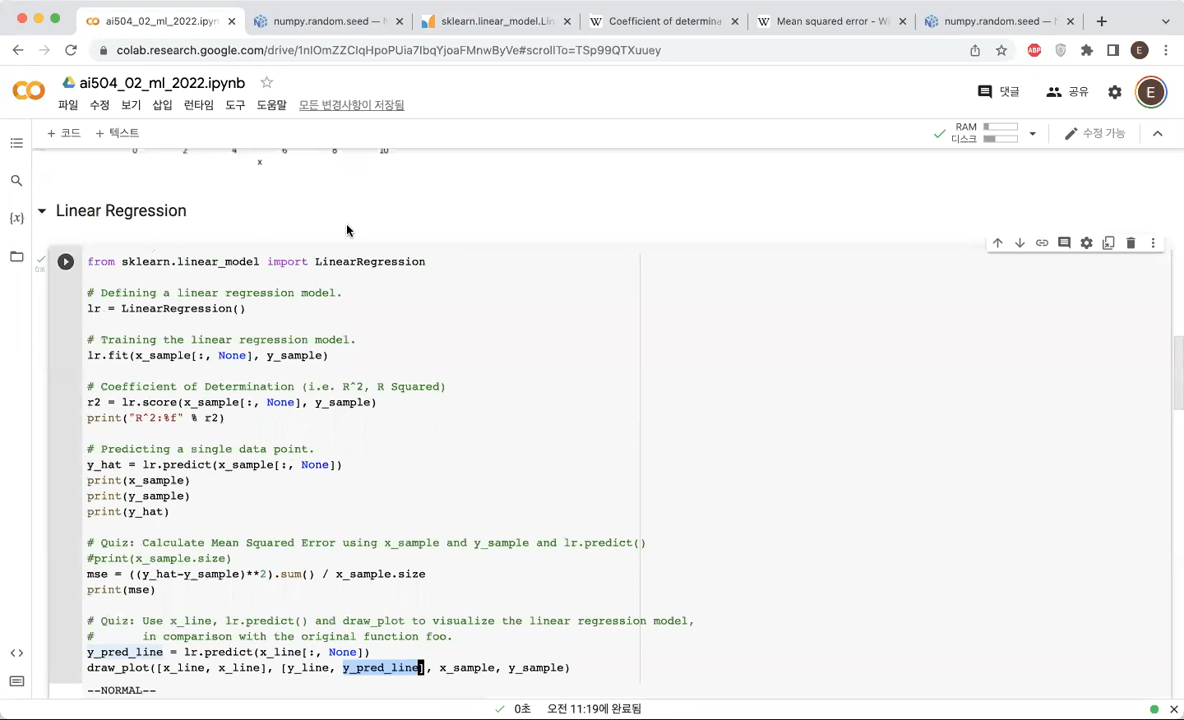 ai504_02_ml_2022.ipynb
numpy.random.seed — N
sklearn.linear_model.Lin
Coefficient of determina
Mean squared error - Wi
numpy.random.seed — N
colab.research.google.com/drive/1nIOmZZClqHpoPUia7IbqYjoaFMnwByVe#scrollTo=TSp99QTXuuey
ABP
E
CO
ai504_02_ml_2022.ipynb
파일 수정 보기 삽입 런타임 도구 도움말 모든 변경사항이 저장됨
댓글 공유 E
+ 코드 + 텍스트
RAM
디스크
수정 가능
0 2 4 6 8 10
x
Linear Regression
from sklearn.linear_model import LinearRegression
# Defining a linear regression model.
lr = LinearRegression()
# Training the linear regression model.
lr.fit(x_sample[:, None], y_sample)
# Coefficient of Determination (i.e. R^2, R Squared)
r2 = lr.score(x_sample[:, None], y_sample)
print("R^2:%f" % r2)
# Predicting a single data point.
y_hat = lr.predict(x_sample[:, None])
print(x_sample)
print(y_sample)
print(y_hat)
# Quiz: Calculate Mean Squared Error using x_sample and y_sample and lr.predict()
#print(x_sample.size)
mse = ((y_hat-y_sample)**2).sum() / x_sample.size
print(mse)
# Quiz: Use x_line, lr.predict() and draw_plot to visualize the linear regression model,
# in comparison with the original function foo.
y_pred_line = lr.predict(x_line[:, None])
draw_plot([x_line, x_line], [y_line, y_pred_line], x_sample, y_sample)
--NORMAL--
0초 오전 11:19에 완료됨